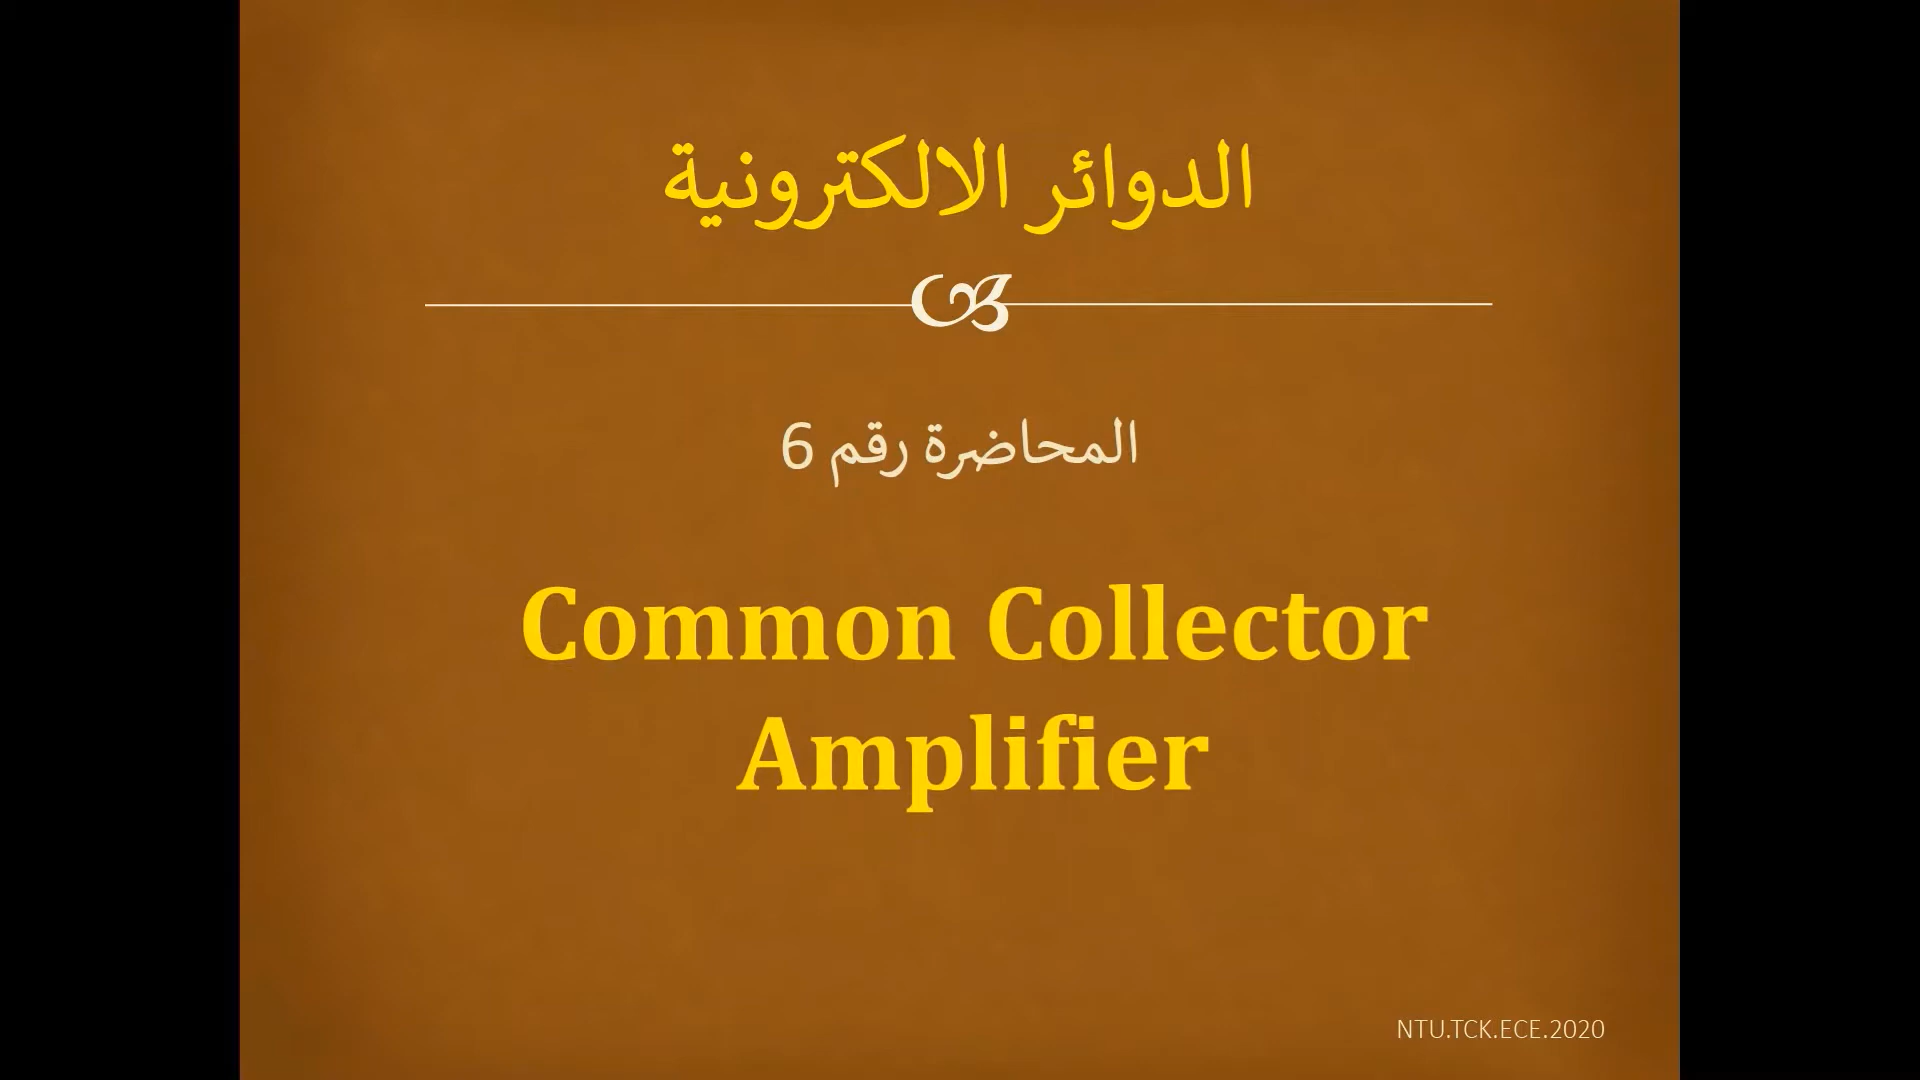 الدوائر الالكترونية
المحاضرة رقم 6
Common Collector
Amplifier
NTU.TCK.ECE.2020